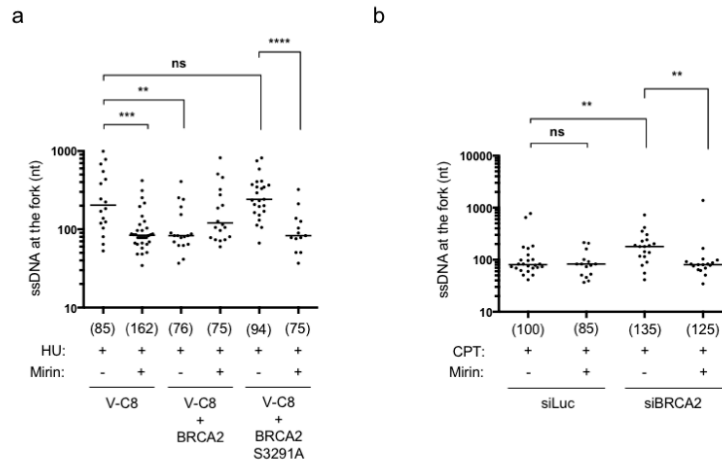 a
b
****
ns
**
***
1000
100
10
ssDNA at the fork (nt)
(85) (162) (76) (75) (94) (75)
HU: + + + + + +
Mirin: - + - + - +
V-C8
V-C8
+
BRCA2
V-C8
+
BRCA2
S3291A
**
**
ns
10000
1000
100
10
ssDNA at the fork (nt)
(100) (85) (135) (125)
CPT: + + + +
Mirin: - + - +
siLuc siBRCA2